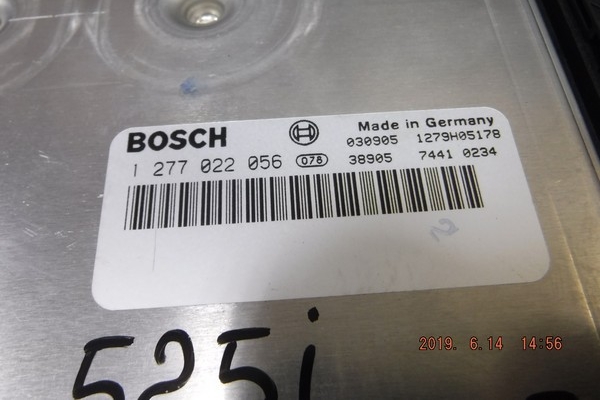 BOSCH
Made in Germany
030905 1279H05178
1 277 022 056 078 38905 7441 0234
525i
2019. 6.14 14:56